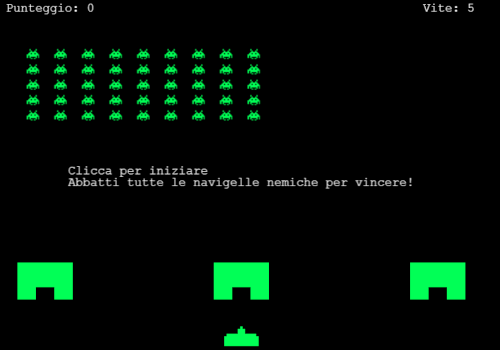 Punteggio: 0 Vite: 5
Clicca per iniziare
Abbatti tutte le navigelle nemiche per vincere!